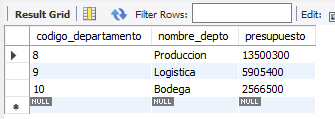 Result Grid Filter Rows: Edit:
codigo_departamento nombre_depto presupuesto
8 Produccion 13500300
9 Logistica 5905400
10 Bodega 2566500
NULL NULL NULL